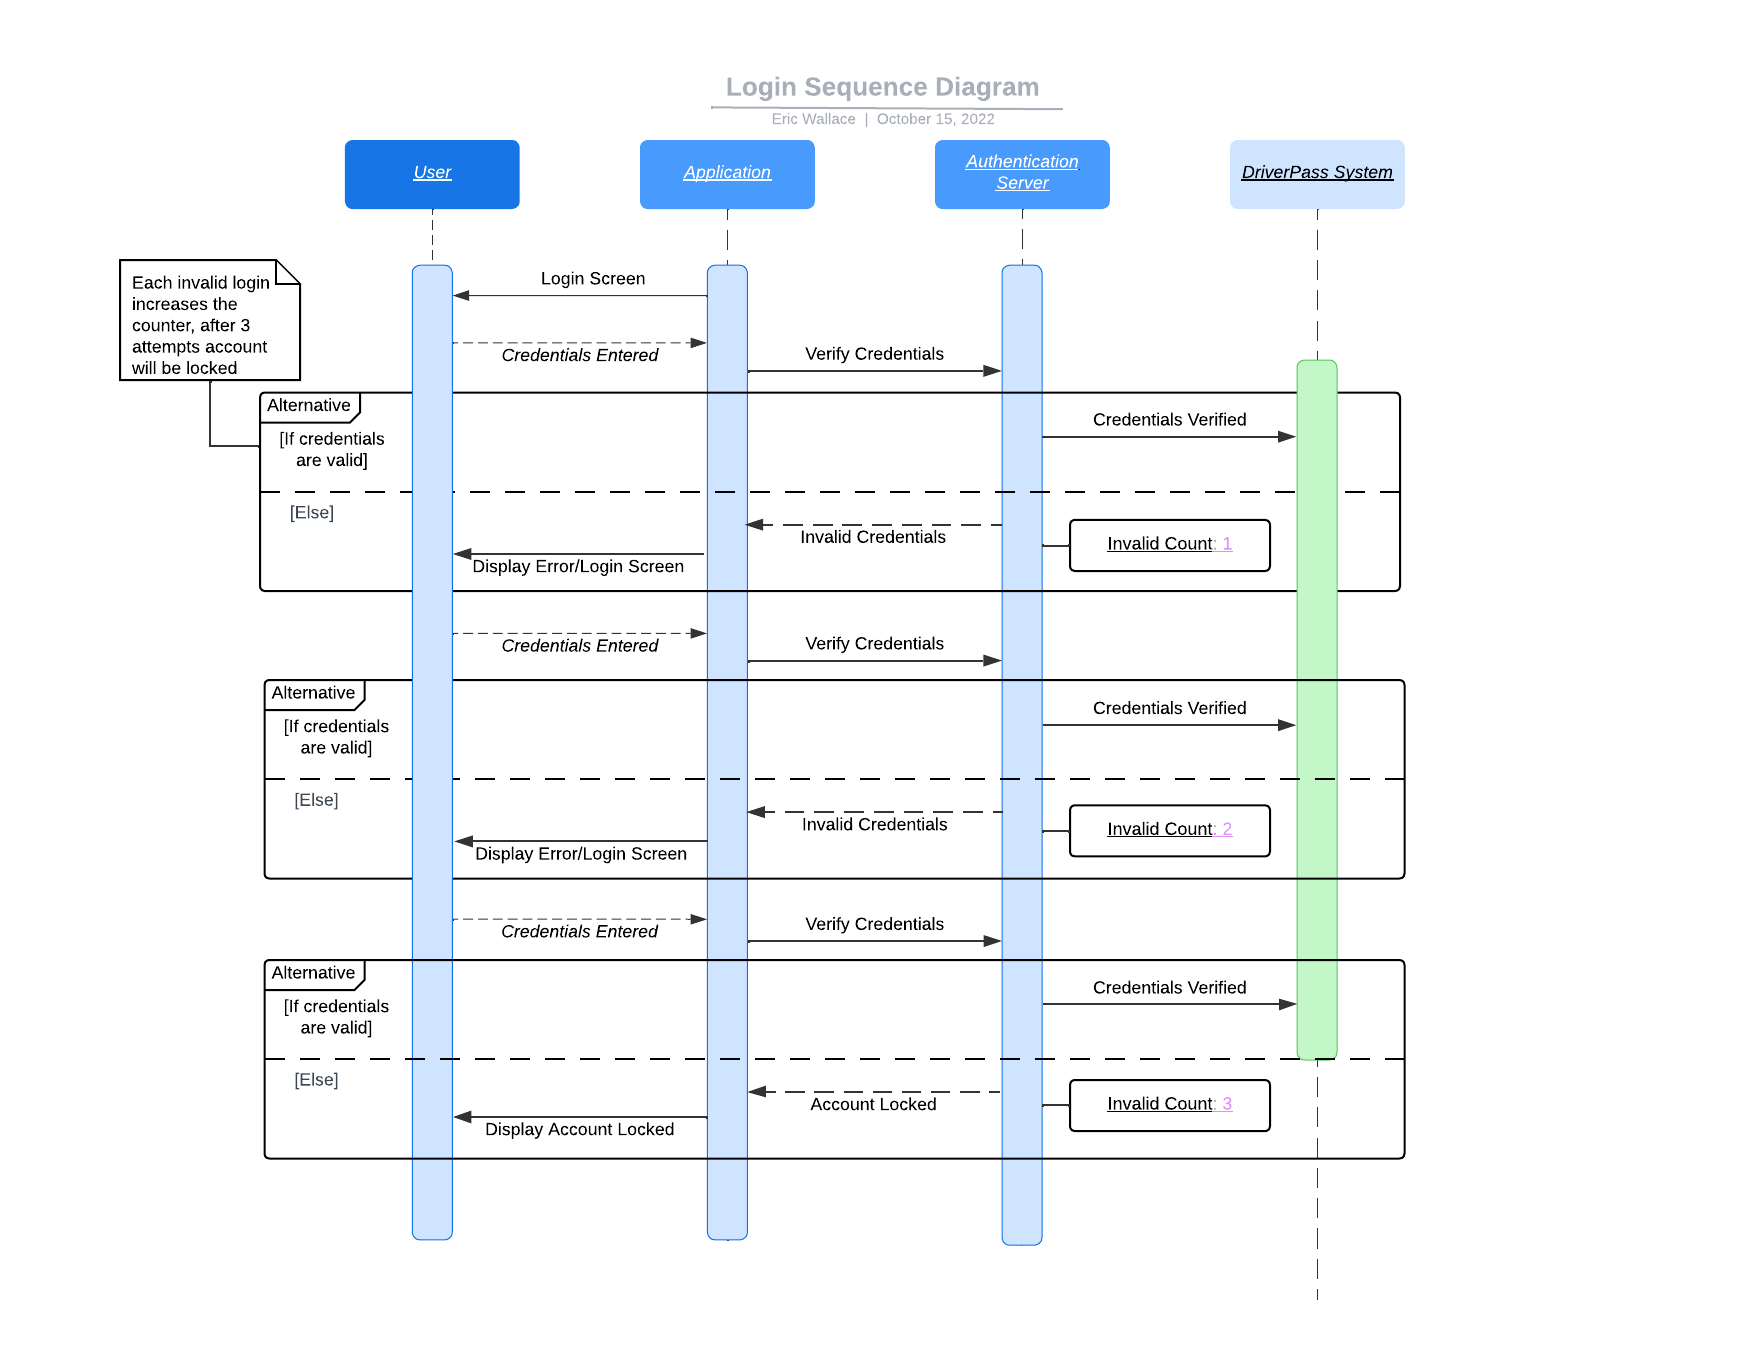 Login Sequence Diagram
Eric Wallace | October 15, 2022
User
Application
Authentication
Server
DriverPass System
Each invalid login
increases the
counter, after 3
attempts account
will be locked
Login Screen
Credentials Entered
Verify Credentials
Alternative
[If credentials
are valid]
Credentials Verified
[Else]
Invalid Credentials
Invalid Count: 1
Display Error/Login Screen
Credentials Entered
Verify Credentials
Alternative
[If credentials
are valid]
Credentials Verified
[Else]
Invalid Credentials
Invalid Count: 2
Display Error/Login Screen
Credentials Entered
Verify Credentials
Alternative
[If credentials
are valid]
Credentials Verified
[Else]
Account Locked
Invalid Count: 3
Display Account Locked